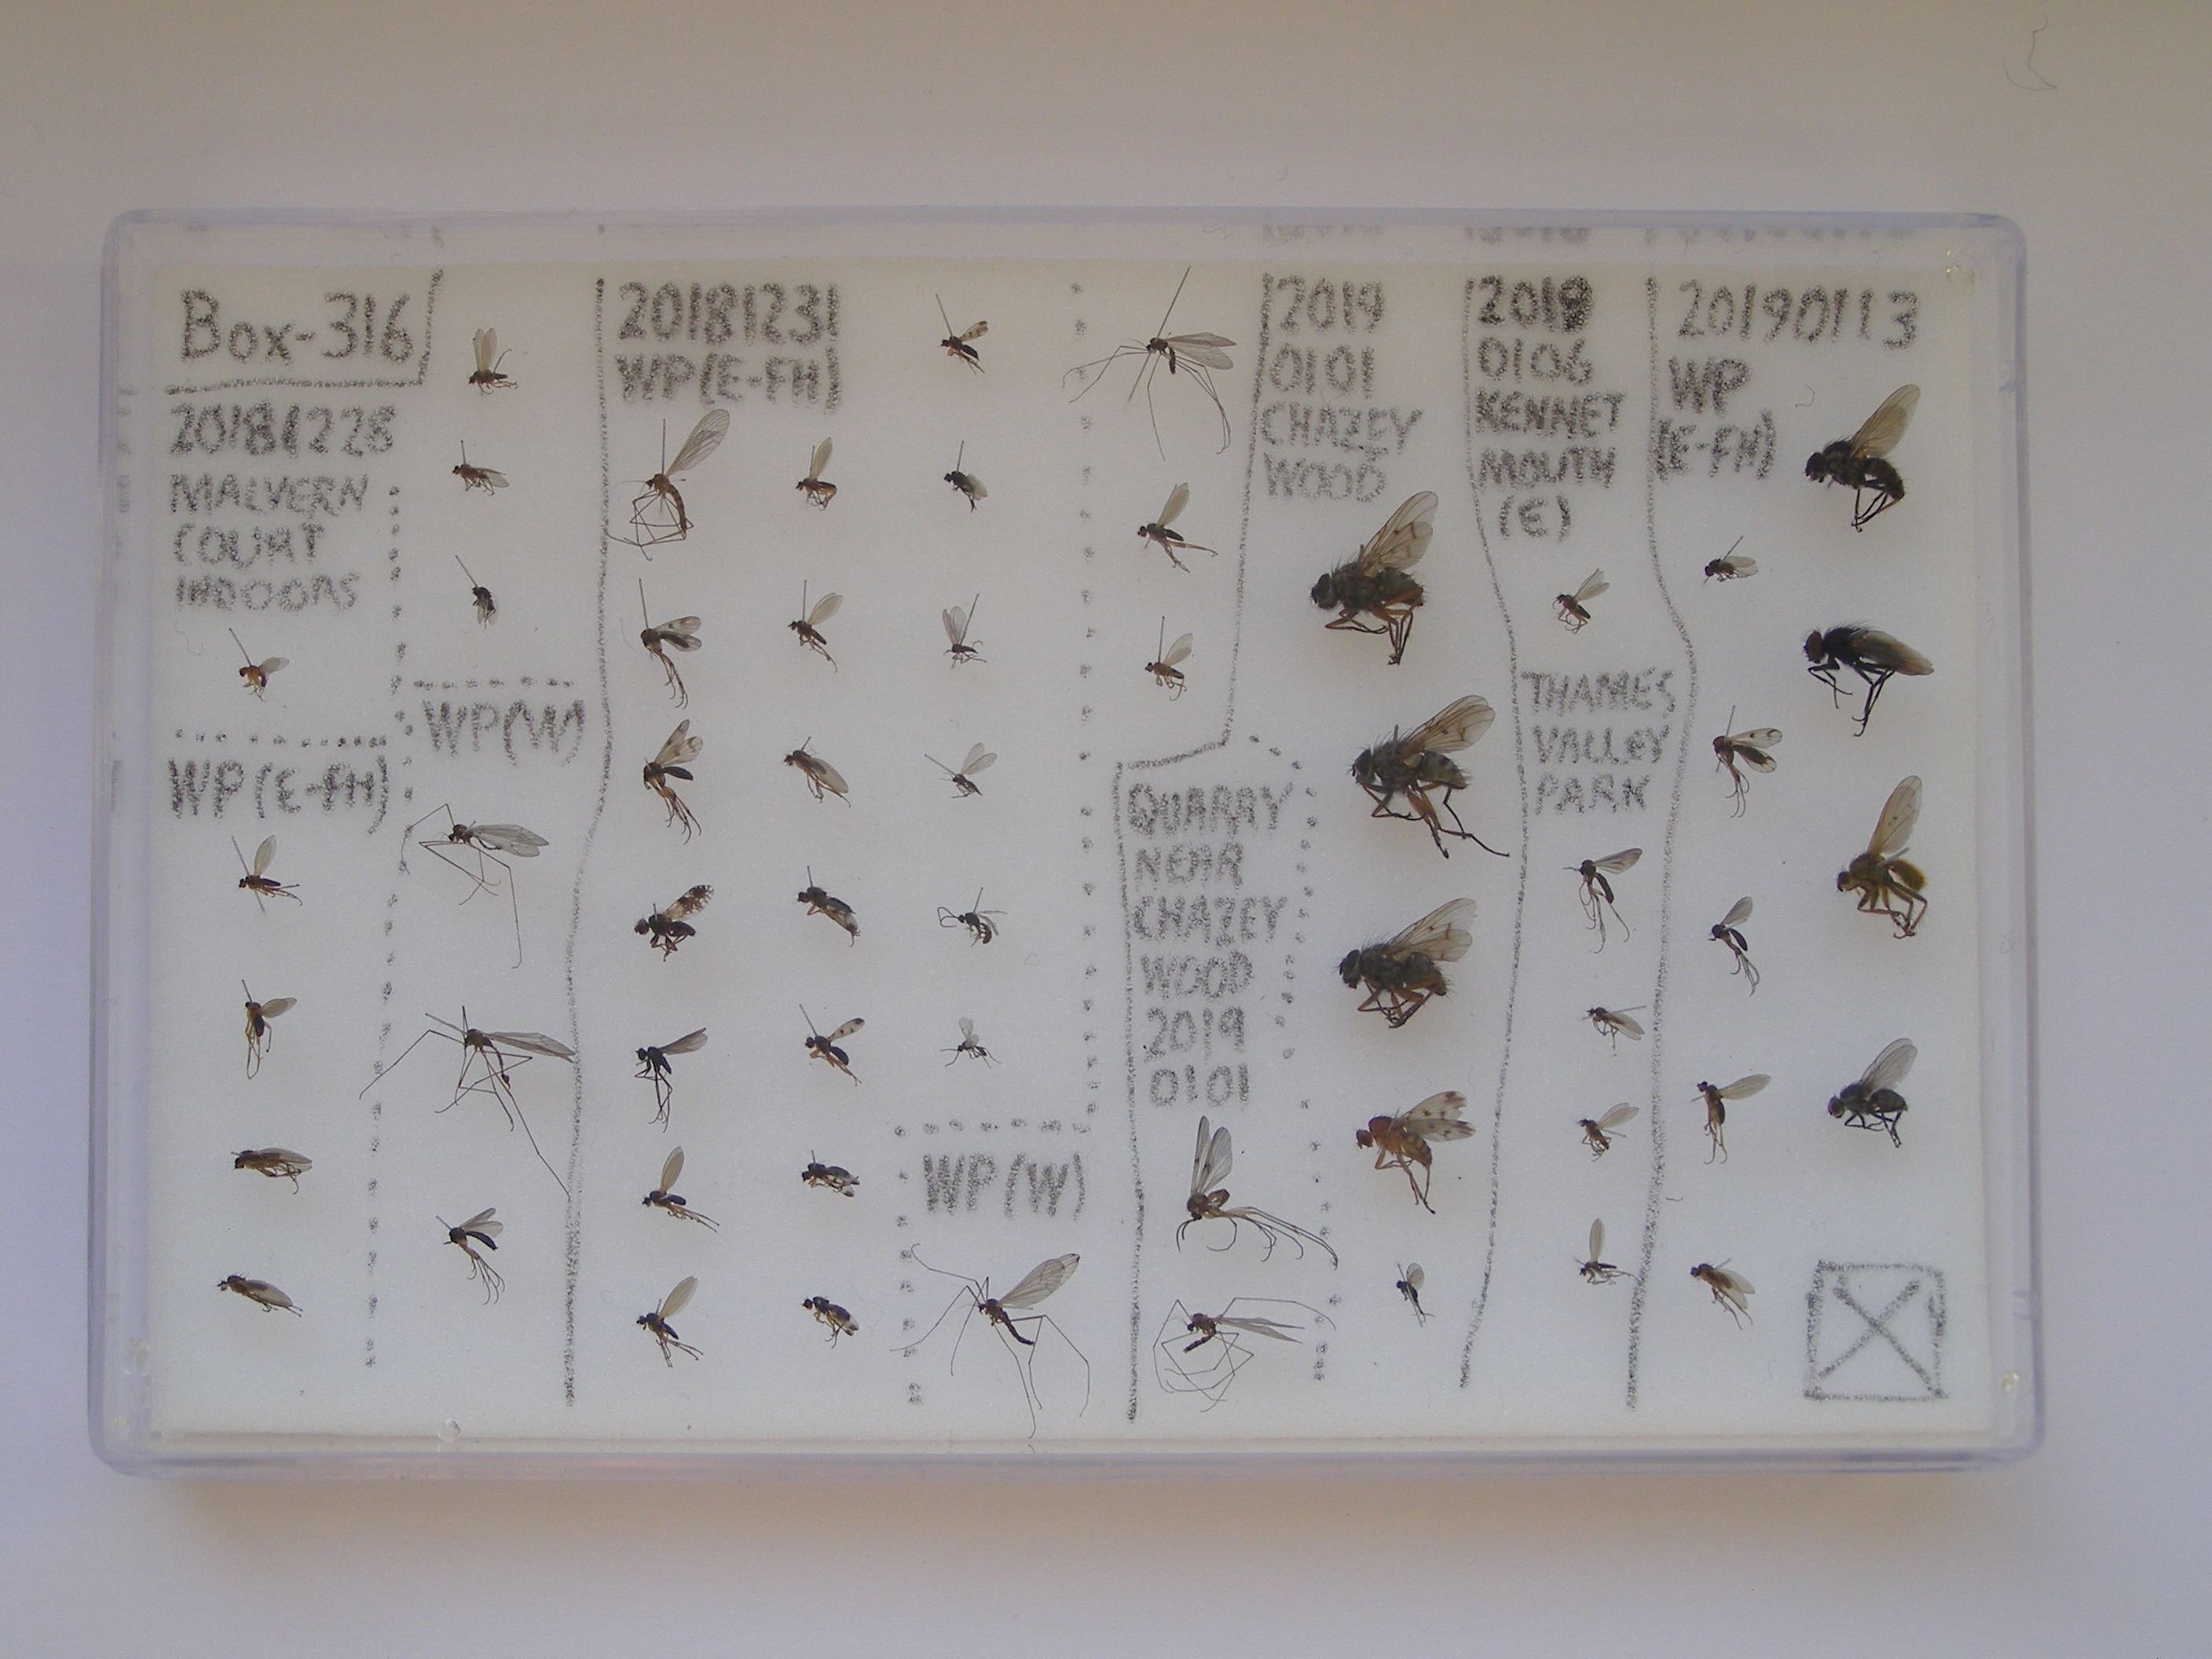 Box-316
20181228
MALVERN
COURT
INDOORS
WP(E-FH)
WP(W)
20181231
WP(E-FH)
WP(W)
2019
0101
CHAZEY
WOOD
QUARRY
NEAR
CHAZEY
WOOD
2019
0101
2019
0106
KENNET
MOUTH
(E)
THAMES
VALLEY
PARK
20190113
WP
(E-FH)